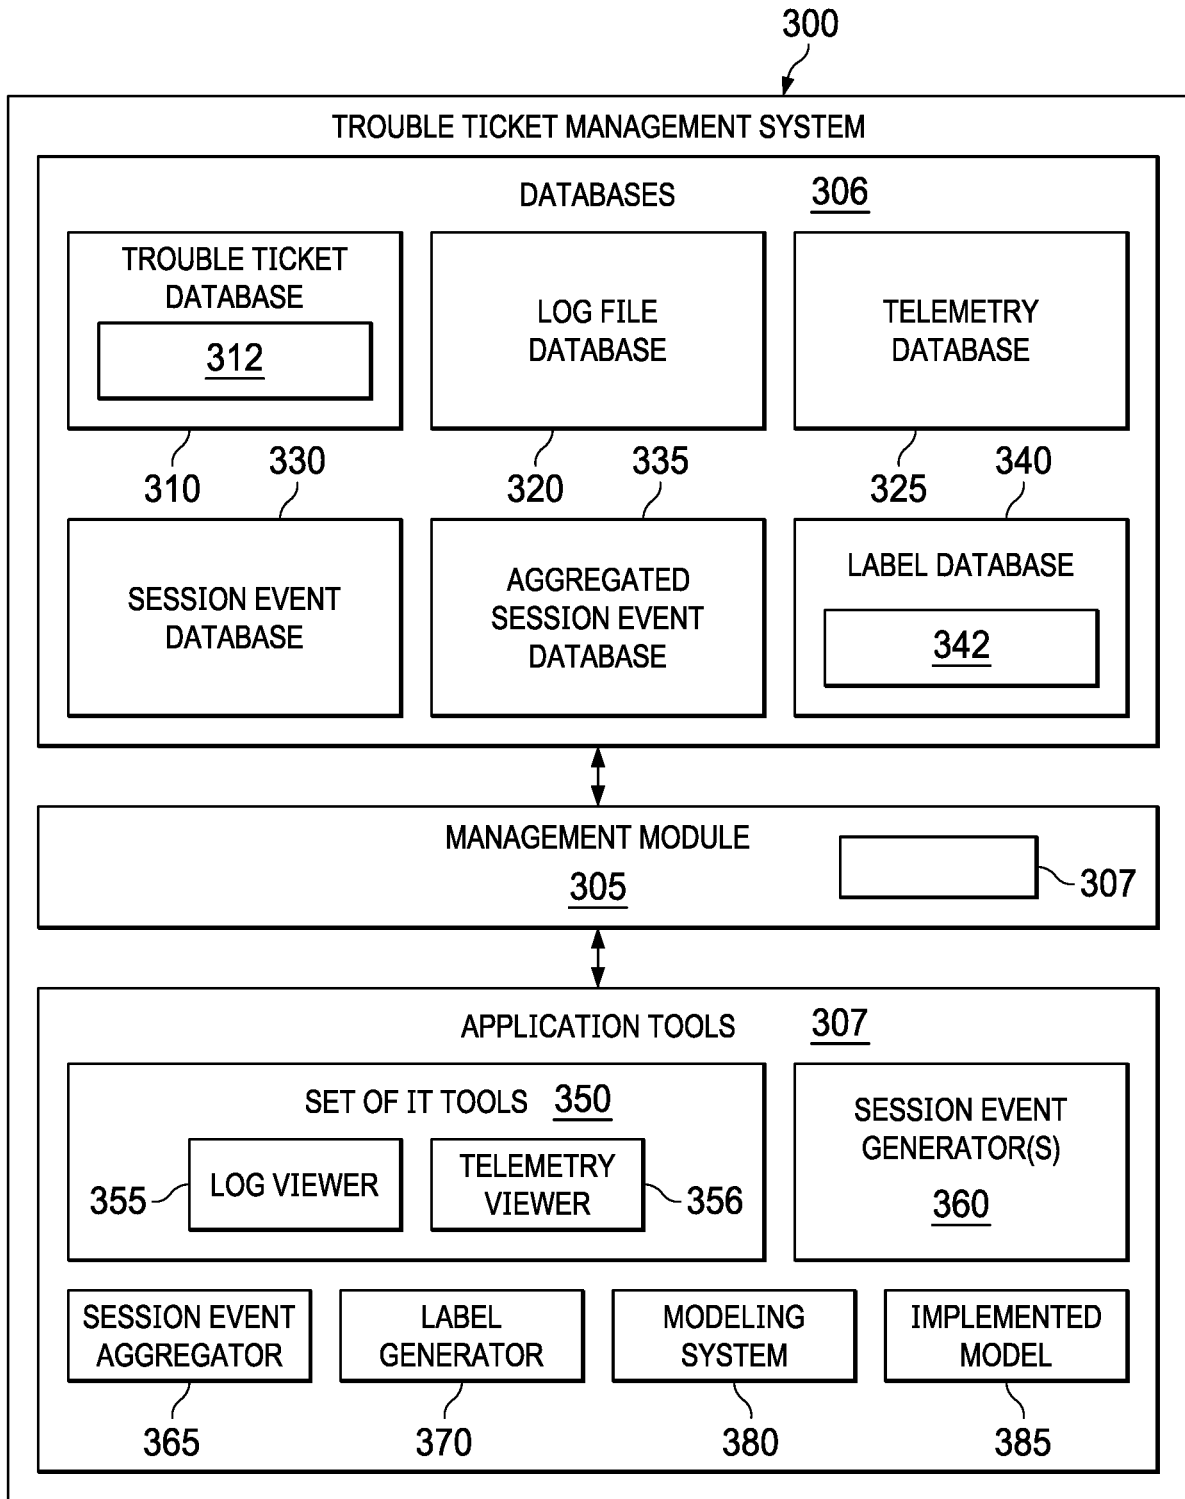 300
TROUBLE TICKET MANAGEMENT SYSTEM
DATABASES 306
TROUBLE TICKET
DATABASE
312
310
LOG FILE
DATABASE
320
TELEMETRY
DATABASE
325
330
SESSION EVENT
DATABASE
335
AGGREGATED
SESSION EVENT
DATABASE
340
LABEL DATABASE
342
MANAGEMENT MODULE
305
307
APPLICATION TOOLS 307
SET OF IT TOOLS 350
355
LOG VIEWER
TELEMETRY
VIEWER
356
SESSION EVENT
GENERATOR(S)
360
SESSION EVENT
AGGREGATOR
365
LABEL
GENERATOR
370
MODELING
SYSTEM
380
IMPLEMENTED
MODEL
385